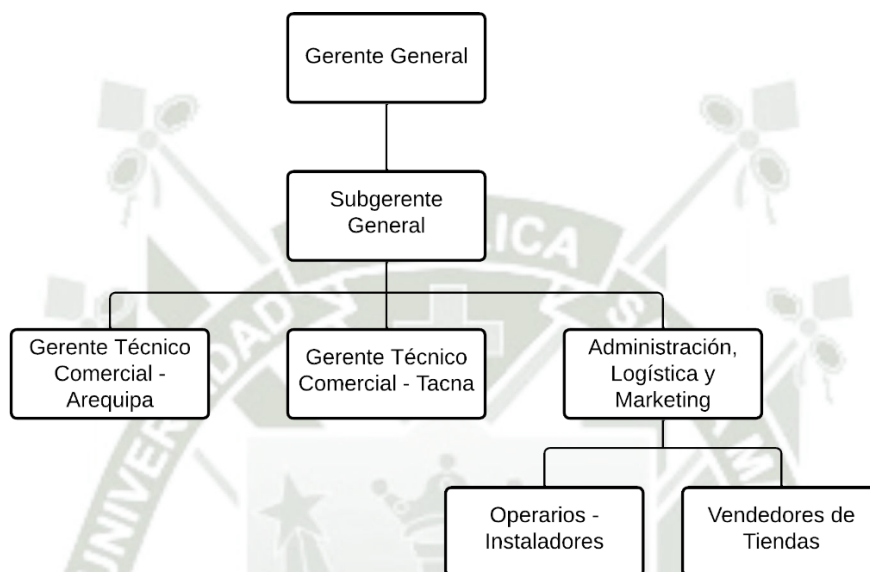 Gerente General
Subgerente
General
Gerente Técnico
Comercial -
Arequipa
Gerente Técnico
Comercial - Tacna
Administración,
Logística y
Marketing
Operarios -
Instaladores
Vendedores de
Tiendas